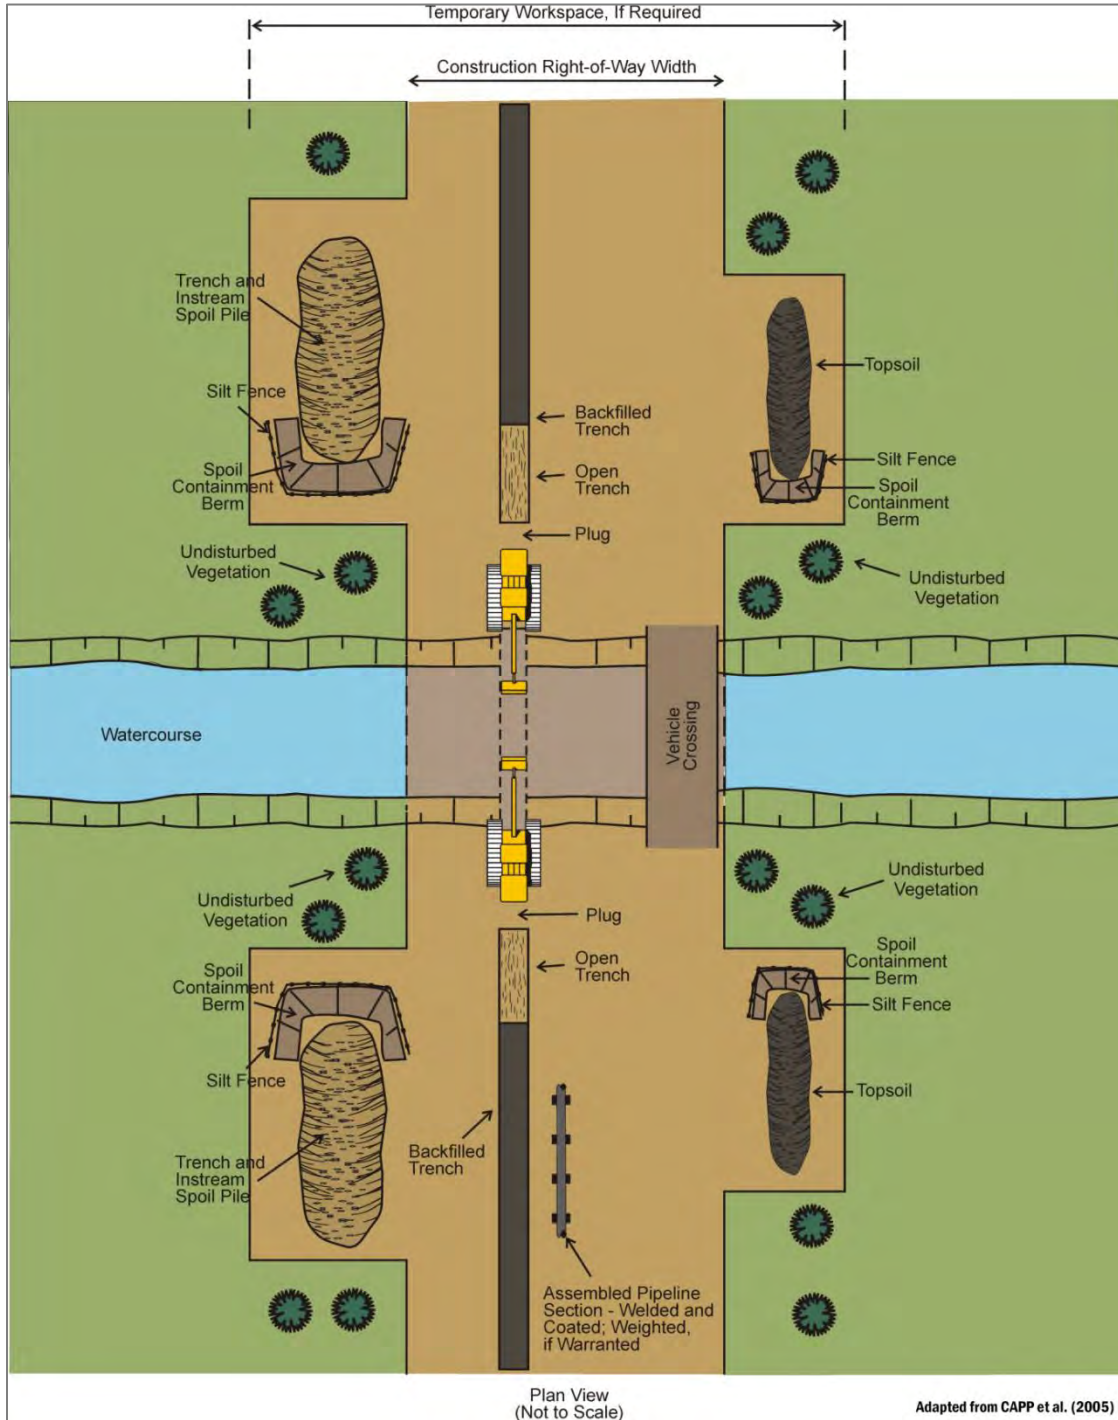 Temporary Workspace, If Required
Construction Right-of-Way Width
Trench and
Instream
Spoil Pile
Topsoil
Silt Fence
Backfilled
Trench
Spoil
Containment
Berm
Open
Trench
Silt Fence
Spoil
Containment
Berm
Plug
Undisturbed
Vegetation
Undisturbed
Vegetation
Watercourse
Vehicle
Crossing
Undisturbed
Vegetation
Undisturbed
Vegetation
Plug
Spoil
Containment
Berm
Open
Trench
Spoil
Containment
Berm
Silt Fence
Silt Fence
Topsoil
Backfilled
Trench
Trench and
Instream
Spoil Pile
Assembled Pipeline
Section - Welded and
Coated; Weighted,
if Warranted
Plan View
(Not to Scale)
Adapted from CAPP et al. (2005)